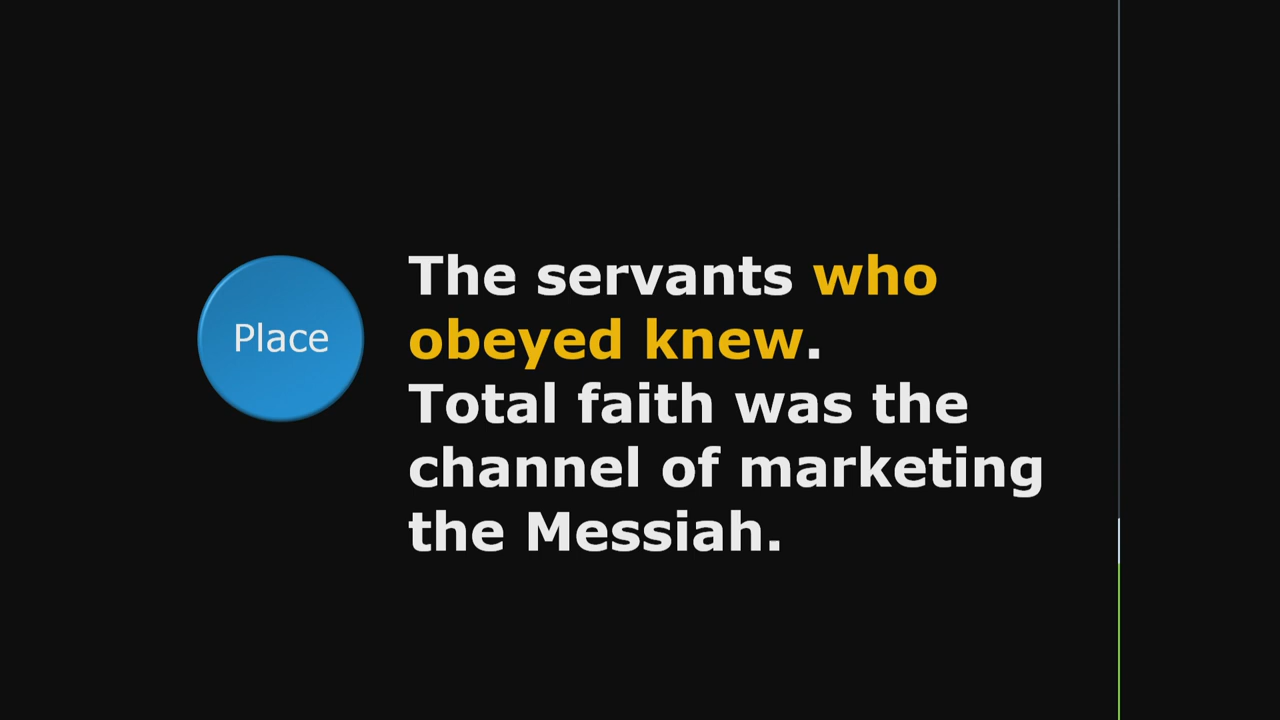 Place
The servants who
obeyed knew.
Total faith was the
channel of marketing
the Messiah.